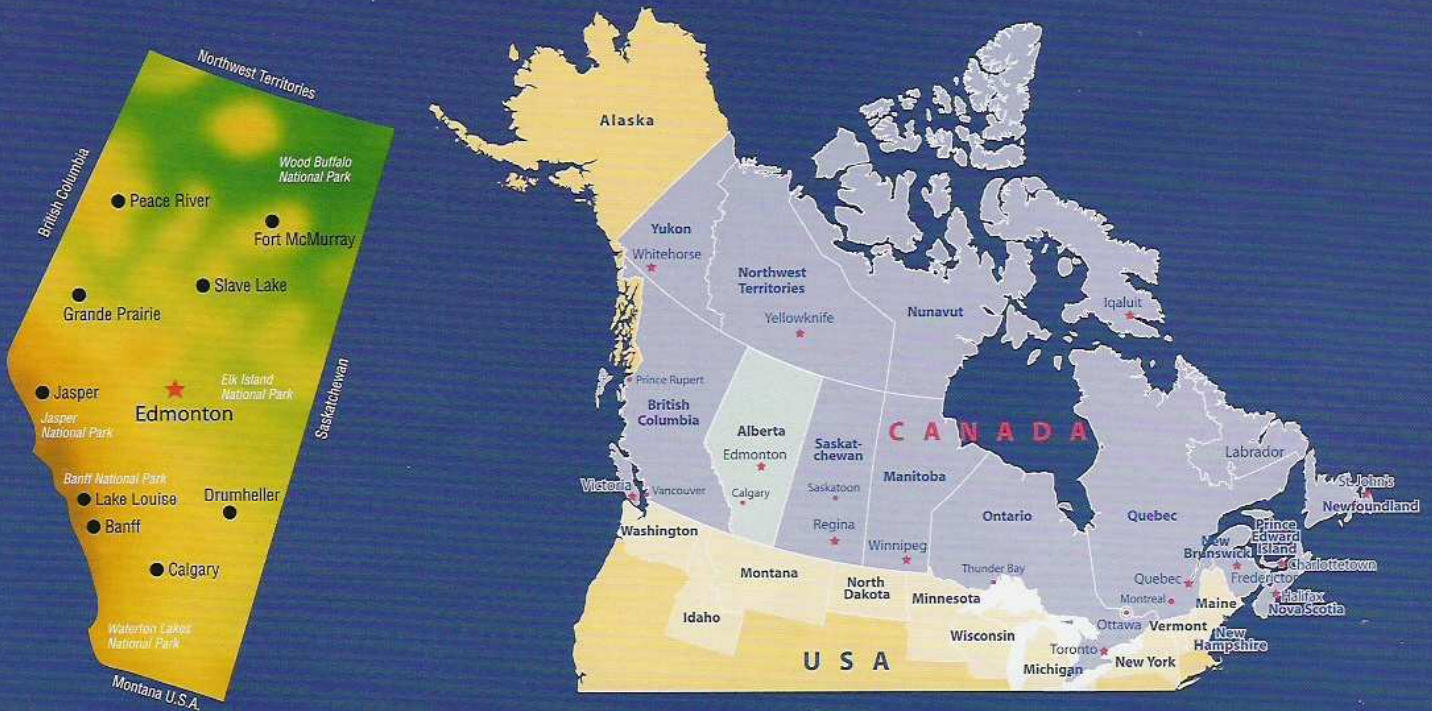 Northwest Territories
British Columbia
Wood Buffalo
National Park
Peace River
Fort McMurray
Slave Lake
Grande Prairie
Saskatchewan
Jasper
Elk Island
National Park
Edmonton
Jasper
National Park
Banff National Park
Lake Louise
Drumheller
Banff
Calgary
Waterton Lakes
National Park
Montana U.S.A.
Alaska
Yukon
Whitehorse
Northwest
Territories
Yellowknife
Nunavut
Iqaluit
Prince Rupert
British
Columbia
Alberta
Edmonton
Calgary
Saskat-
chewan
Saskatoon
Regina
CANADA
Manitoba
Winnipeg
Victoria
Vancouver
Ontario
Thunder Bay
Quebec
Labrador
St. John's
Newfoundland
Prince
Edward
Island
New
Brunswick
Charlottetown
Fredericton
Halifax
Nova Scotia
Quebec
Montreal
Ottawa
Toronto
Washington
Montana
North
Dakota
Minnesota
Idaho
Wisconsin
USA
Michigan
New York
Vermont
Maine
New
Hampshire